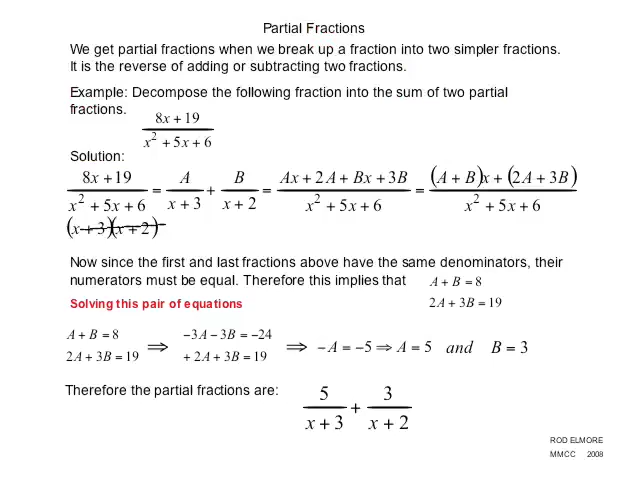 Partial Fractions
We get partial fractions when we break up a fraction into two simpler fractions.
It is the reverse of adding or subtracting two fractions.
Example: Decompose the following fraction into the sum of two partial
fractions.
8x + 19
x² + 5x + 6
Solution:
8x + 19 / x² + 5x + 6 = A / x + 3 + B / x + 2 = Ax + 2A + Bx + 3B / x² + 5x + 6 = (A + B)x + (2A + 3B) / x² + 5x + 6
(x + 3)(x + 2)
Now since the first and last fractions above have the same denominators, their
numerators must be equal. Therefore this implies that
A + B = 8
2A + 3B = 19
Solving this pair of equations
A + B = 8 ⇒ −3A − 3B = −24 ⇒ −A = −5 ⇒ A = 5 and B = 3
2A + 3B = 19 + 2A + 3B = 19
Therefore the partial fractions are:
5 / x + 3 + 3 / x + 2
ROD ELMORE
MMCC 2008